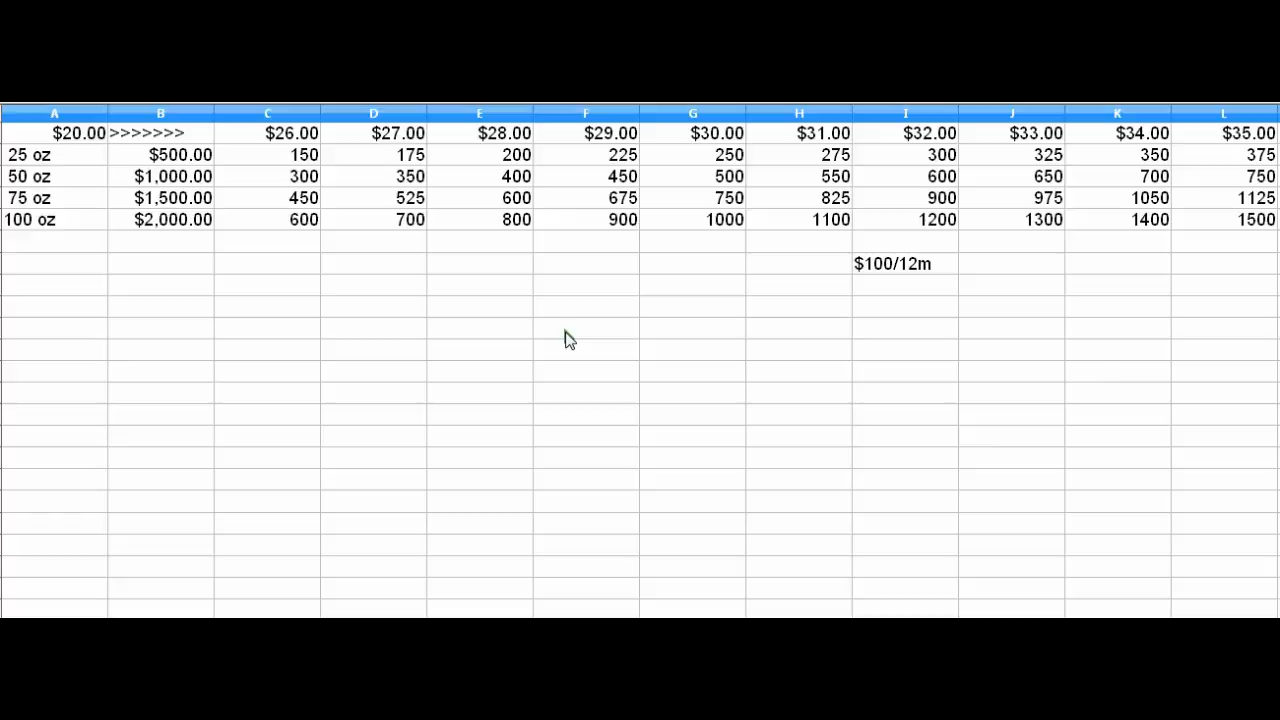 A B C D E F G H I J K L
$20.00 >>>>>>> $26.00 $27.00 $28.00 $29.00 $30.00 $31.00 $32.00 $33.00 $34.00 $35.00
25 oz $500.00 150 175 200 225 250 275 300 325 350 375
50 oz $1,000.00 300 350 400 450 500 550 600 650 700 750
75 oz $1,500.00 450 525 600 675 750 825 900 975 1050 1125
100 oz $2,000.00 600 700 800 900 1000 1100 1200 1300 1400 1500
$100/12m